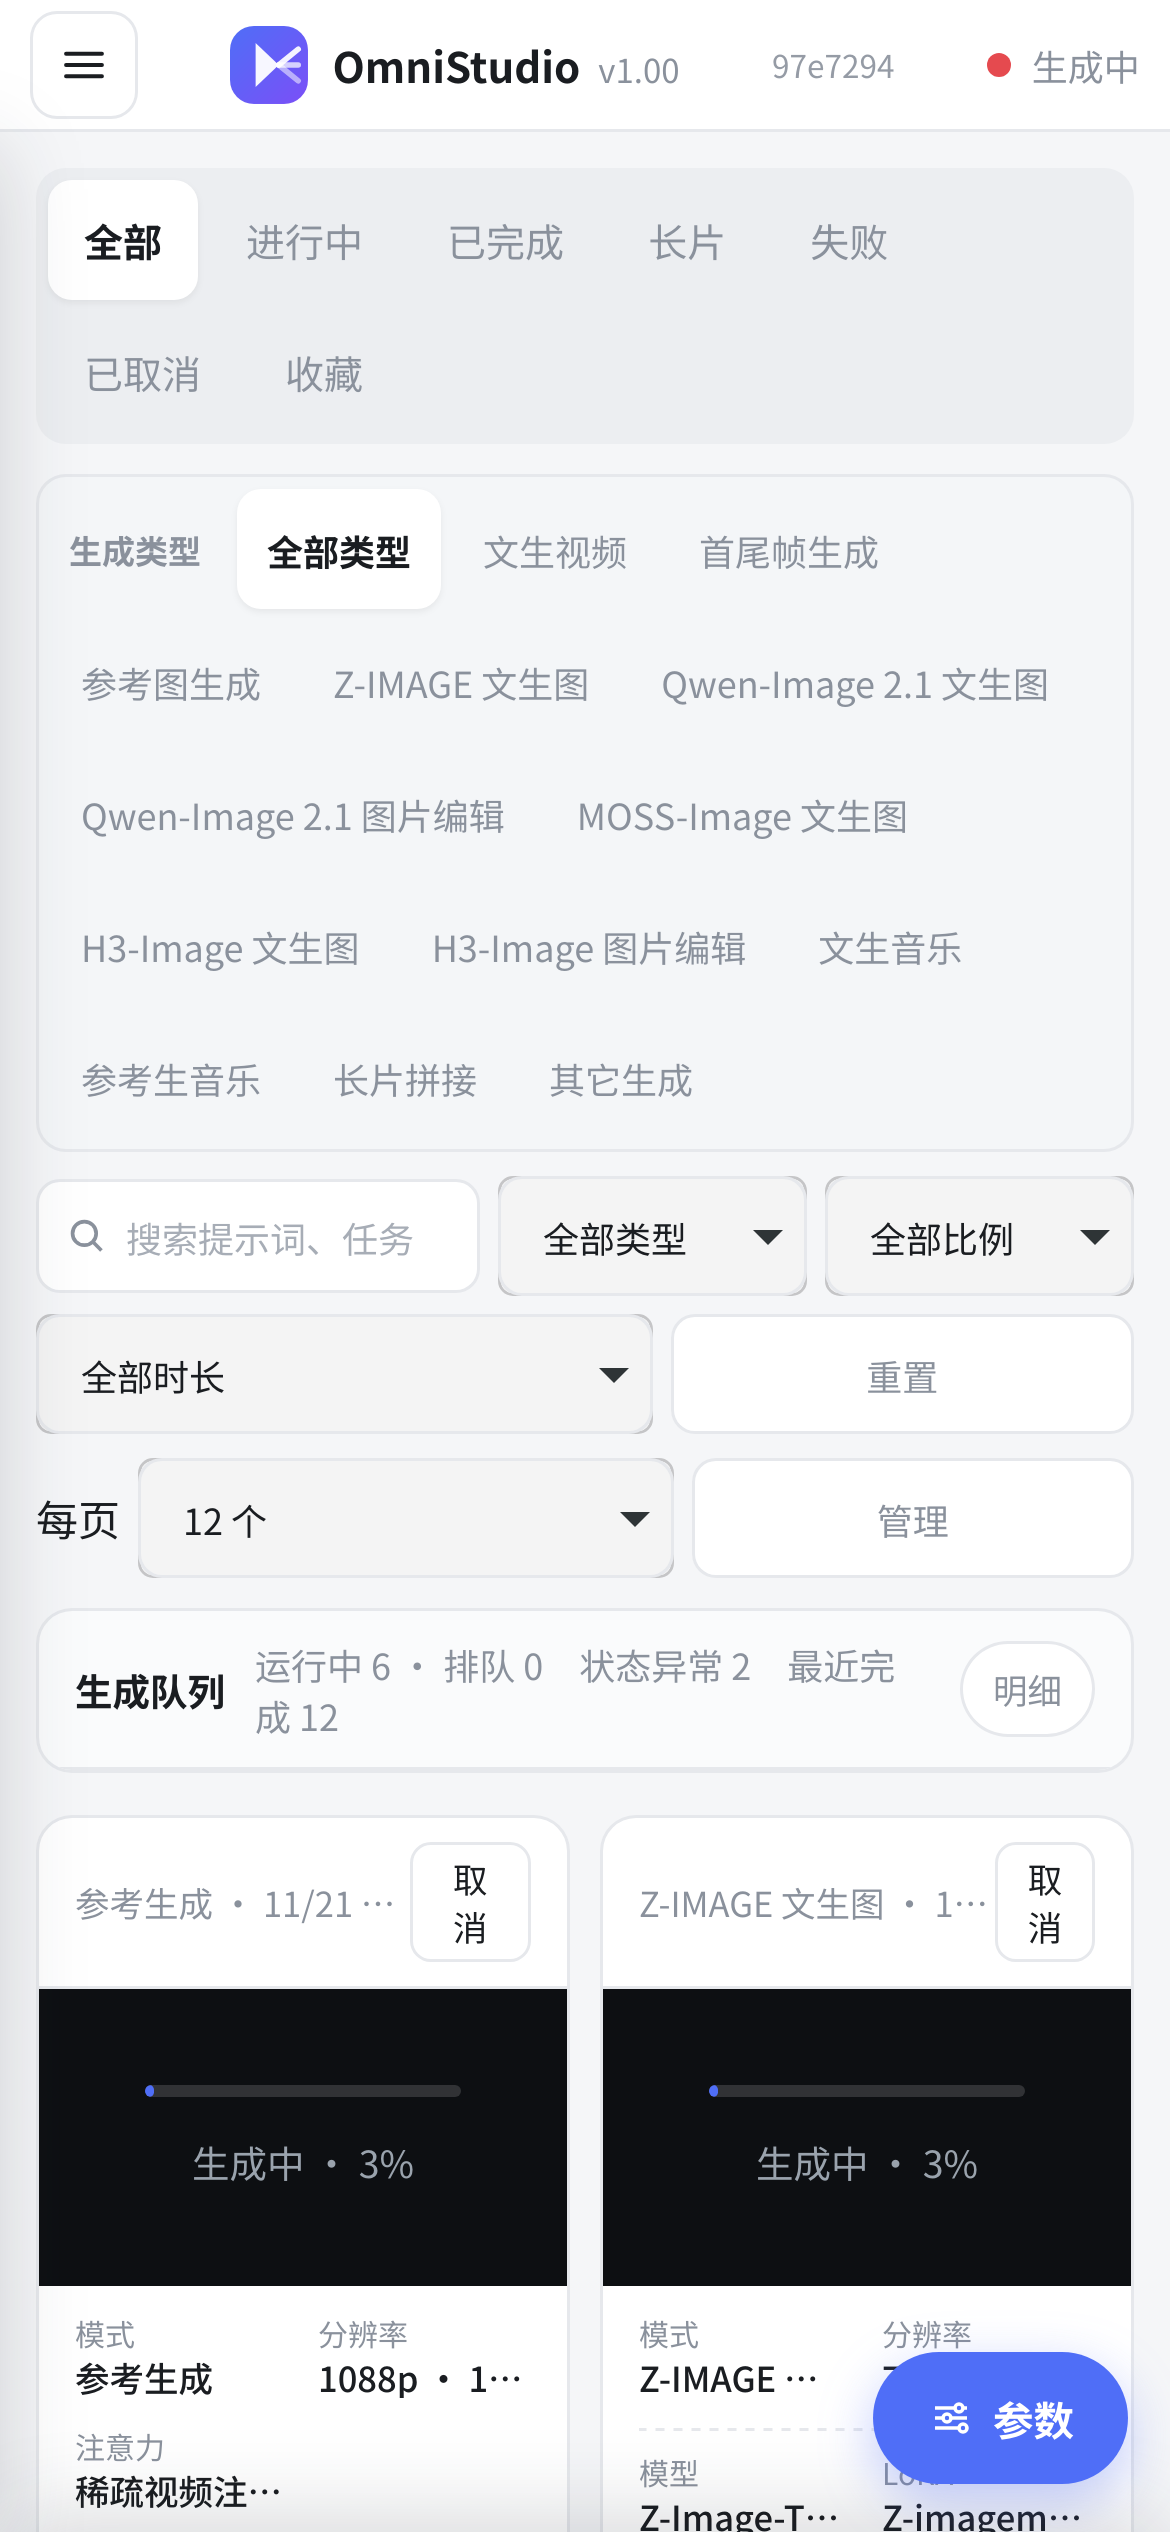 OmniStudio v1.00 97e7294 生成中
全部 进行中 已完成 长片 失败
已取消 收藏
生成类型 全部类型 文生视频 首尾帧生成
参考图生成 Z-IMAGE 文生图 Qwen-Image 2.1 文生图
Qwen-Image 2.1 图片编辑 MOSS-Image 文生图
H3-Image 文生图 H3-Image 图片编辑 文生音乐
参考生音乐 长片拼接 其它生成
搜索提示词、任务 全部类型 全部比例
全部时长 重置
每页 12 个 管理
生成队列 运行中 6 · 排队 0 状态异常 2 最近完
成 12
明细
参考生成 · 11/21 …
取
消
生成中 · 3%
模式 分辨率
参考生成 1088p · 1…
注意力
稀疏视频注…
Z-IMAGE 文生图 · 1…
取
消
生成中 · 3%
模式 分辨率
Z-IMAGE …
模型
Z-Image-T… Z-imagem…
参数